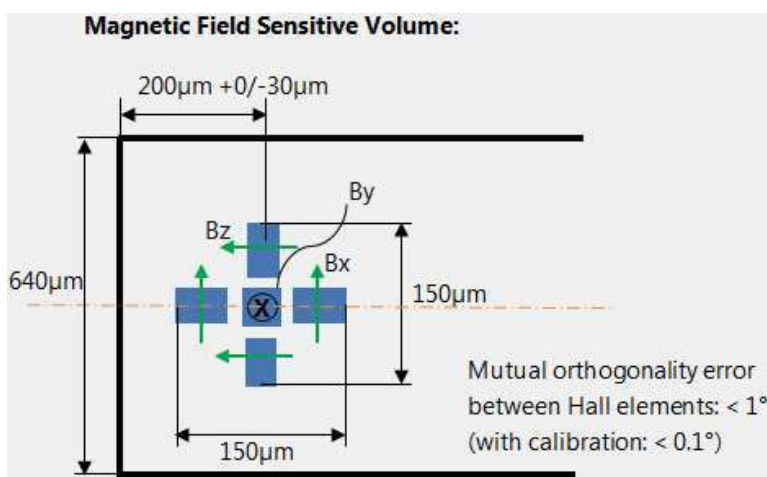 Magnetic Field Sensitive Volume:
200µm +0/-30µm
By
Bz
Bx
640µm
X
150µm
Mutual orthogonality error
between Hall elements: < 1°
(with calibration: < 0.1°)
150µm